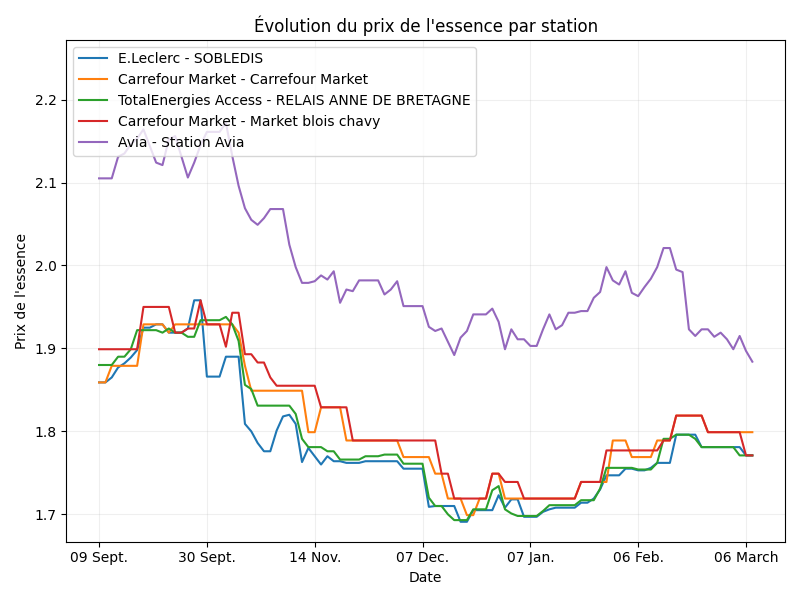 Évolution du prix de l'essence par station
E.Leclerc - SOBLEDIS
Carrefour Market - Carrefour Market
TotalEnergies Access - RELAIS ANNE DE BRETAGNE
Carrefour Market - Market blois chavy
Avia - Station Avia
Prix de l'essence
2.2
2.1
2.0
1.9
1.8
1.7
09 Sept.
30 Sept.
14 Nov.
07 Dec.
07 Jan.
06 Feb.
06 March
Date